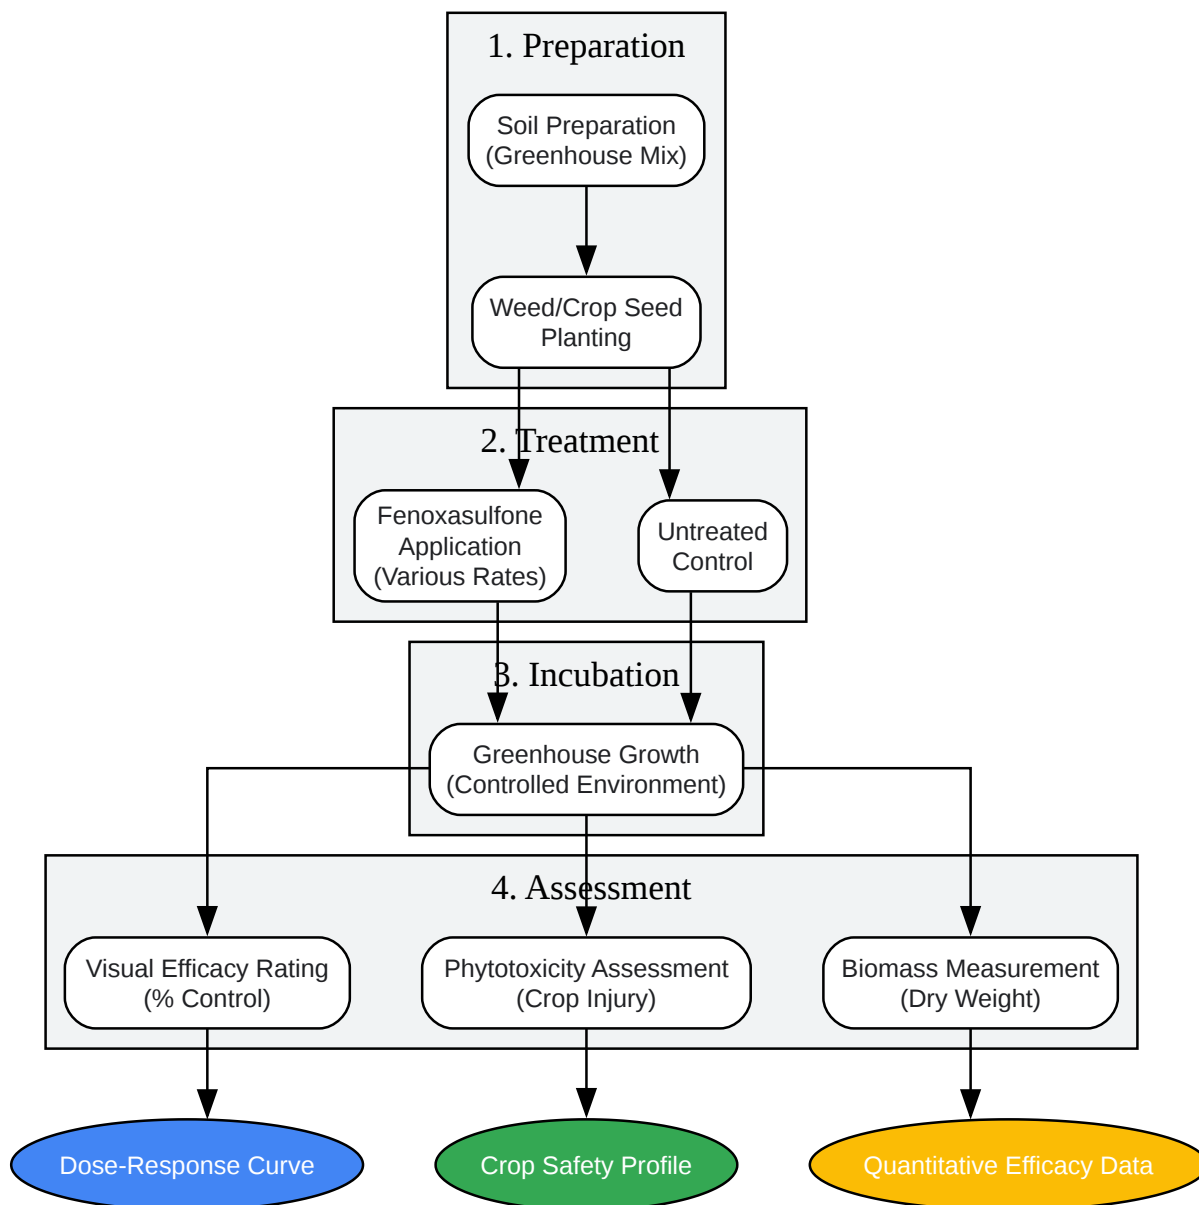 1. Preparation
Soil Preparation
(Greenhouse Mix)
Weed/Crop Seed
Planting
2. Treatment
Fenoxasulfone
Application
(Various Rates)
Untreated
Control
3. Incubation
Greenhouse Growth
(Controlled Environment)
4. Assessment
Visual Efficacy Rating
(% Control)
Phytotoxicity Assessment
(Crop Injury)
Biomass Measurement
(Dry Weight)
Dose-Response Curve
Crop Safety Profile
Quantitative Efficacy Data